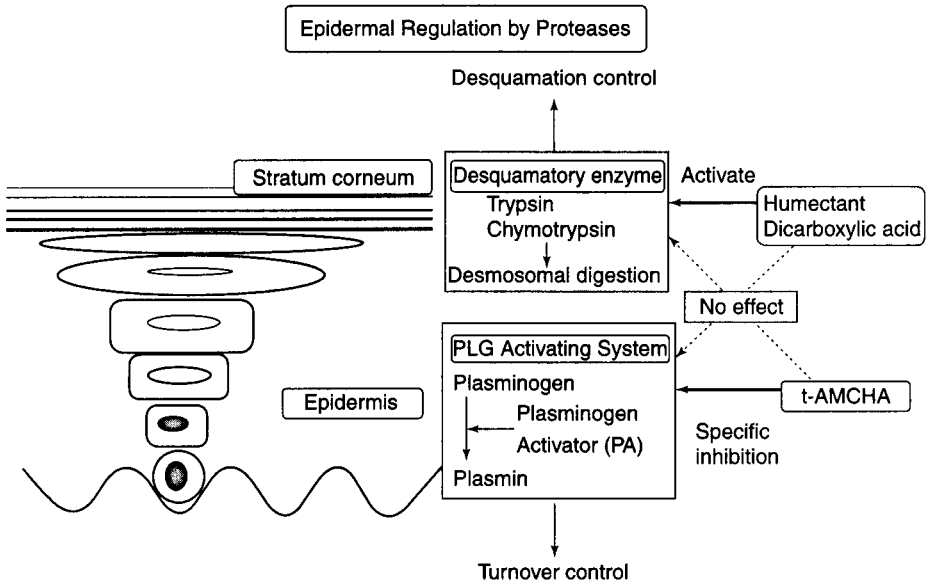 Epidermal Regulation by Proteases
Desquamation control
Stratum corneum
Desquamatory enzyme
Trypsin
Chymotrypsin
Desmosomal digestion
Activate
Humectant
Dicarboxylic acid
No effect
Epidermis
PLG Activating System
Plasminogen
Plasminogen
Activator (PA)
Plasmin
t-AMCHA
Specific
inhibition
Turnover control